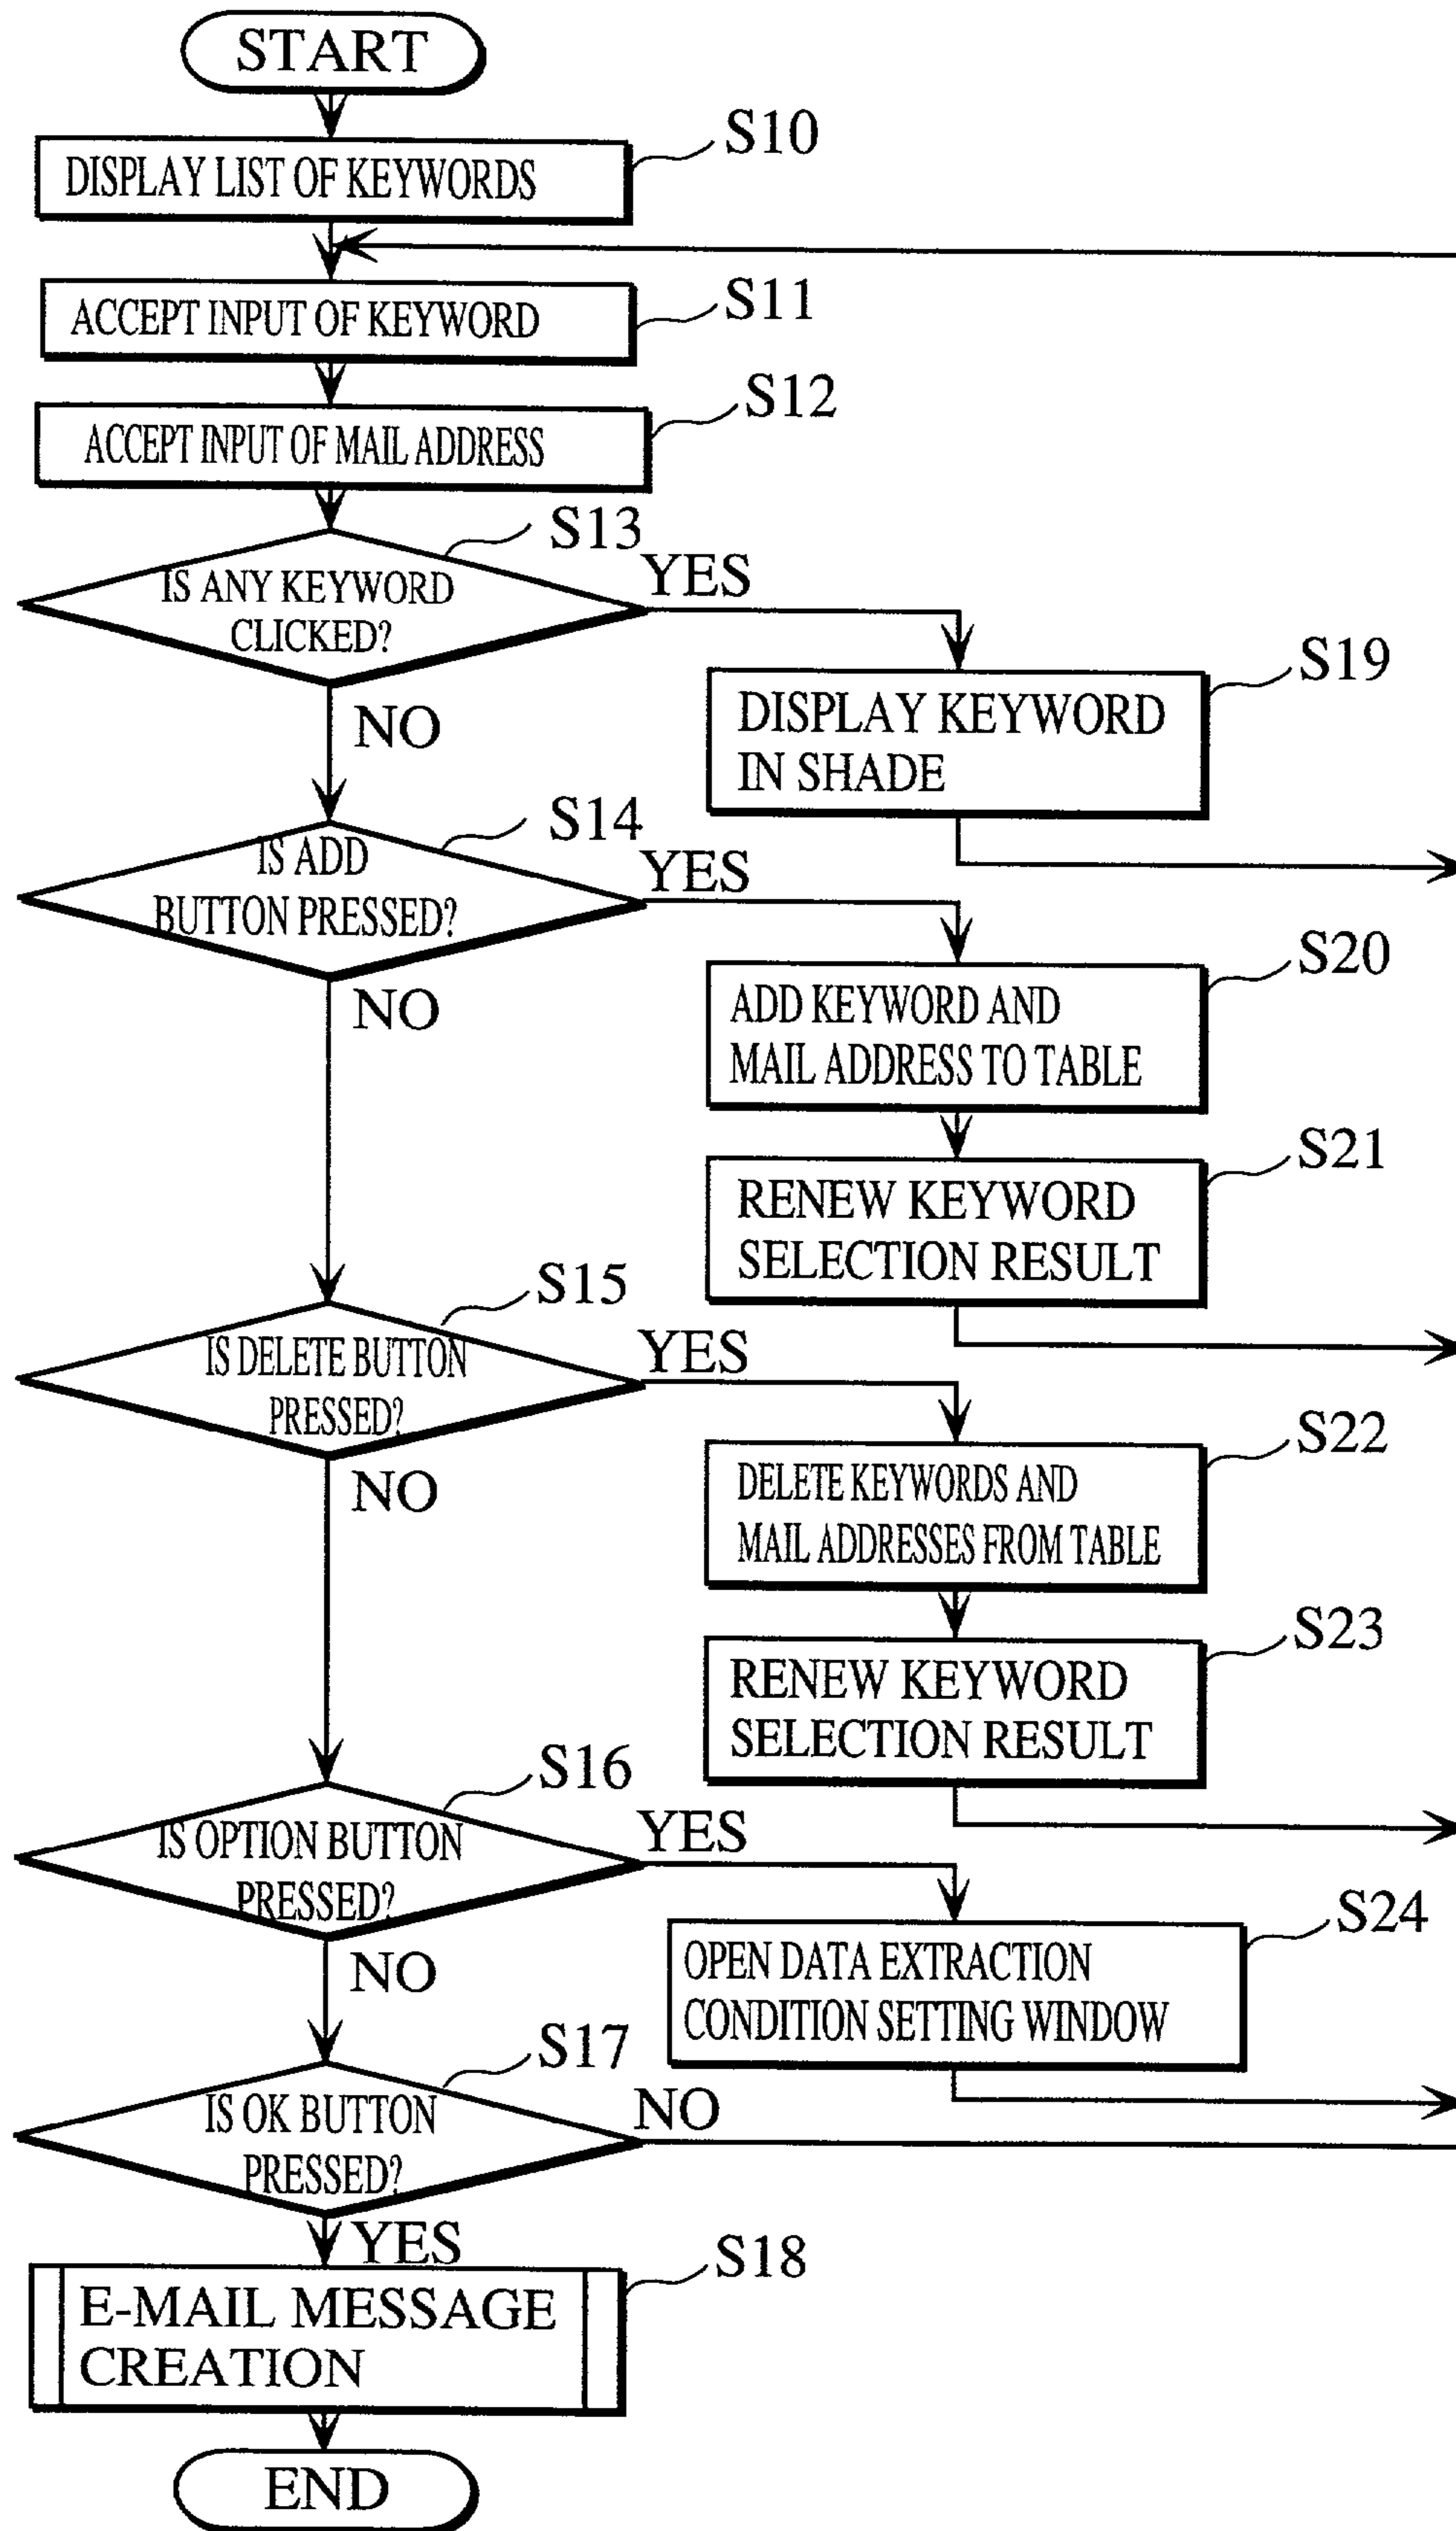 START
S10
DISPLAY LIST OF KEYWORDS
S11
ACCEPT INPUT OF KEYWORD
S12
ACCEPT INPUT OF MAIL ADDRESS
S13
IS ANY KEYWORD
CLICKED?
YES
NO
S19
DISPLAY KEYWORD
IN SHADE
S14
IS ADD
BUTTON PRESSED?
YES
NO
S20
ADD KEYWORD AND
MAIL ADDRESS TO TABLE
S21
RENEW KEYWORD
SELECTION RESULT
S15
IS DELETE BUTTON
PRESSED?
YES
NO
S22
DELETE KEYWORDS AND
MAIL ADDRESSES FROM TABLE
S23
RENEW KEYWORD
SELECTION RESULT
S16
IS OPTION BUTTON
PRESSED?
YES
NO
S24
OPEN DATA EXTRACTION
CONDITION SETTING WINDOW
S17
IS OK BUTTON
PRESSED?
NO
YES
S18
E-MAIL MESSAGE
CREATION
END